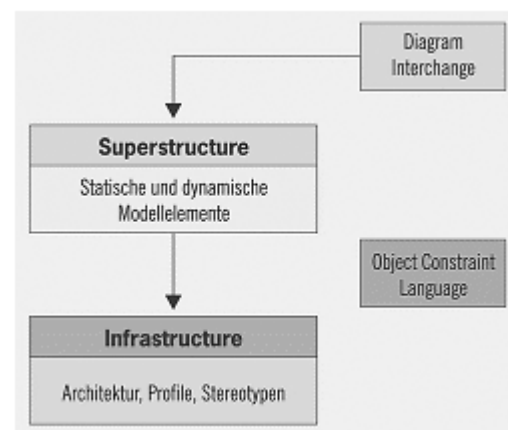 Diagram
Interchange
Superstructure
Statische und dynamische
Modellelemente
Object Constraint
Language
Infrastructure
Architektur, Profile, Stereotypen